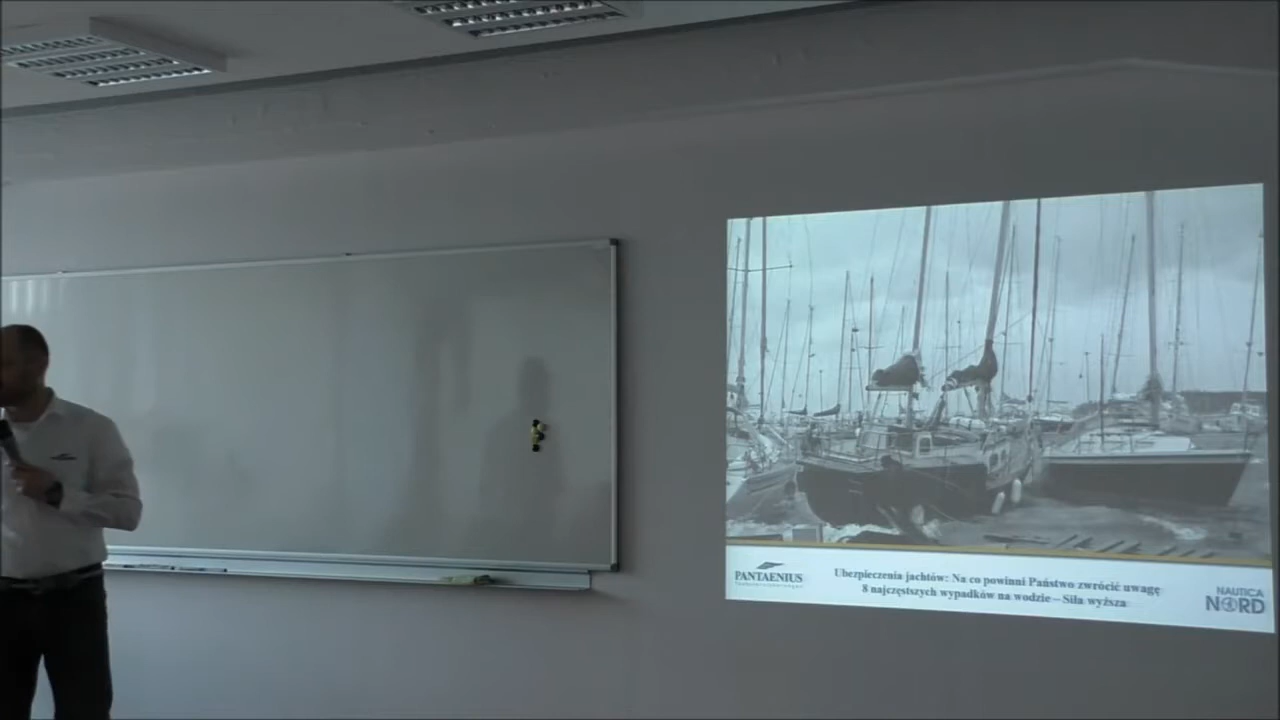 PANTAENIUS
Ubezpieczenia jachtów: Na co powinni Państwo zwrócić uwagę
8 najczęstszych wypadków na wodzie – Siła wyższa
NAUTICA
NORD